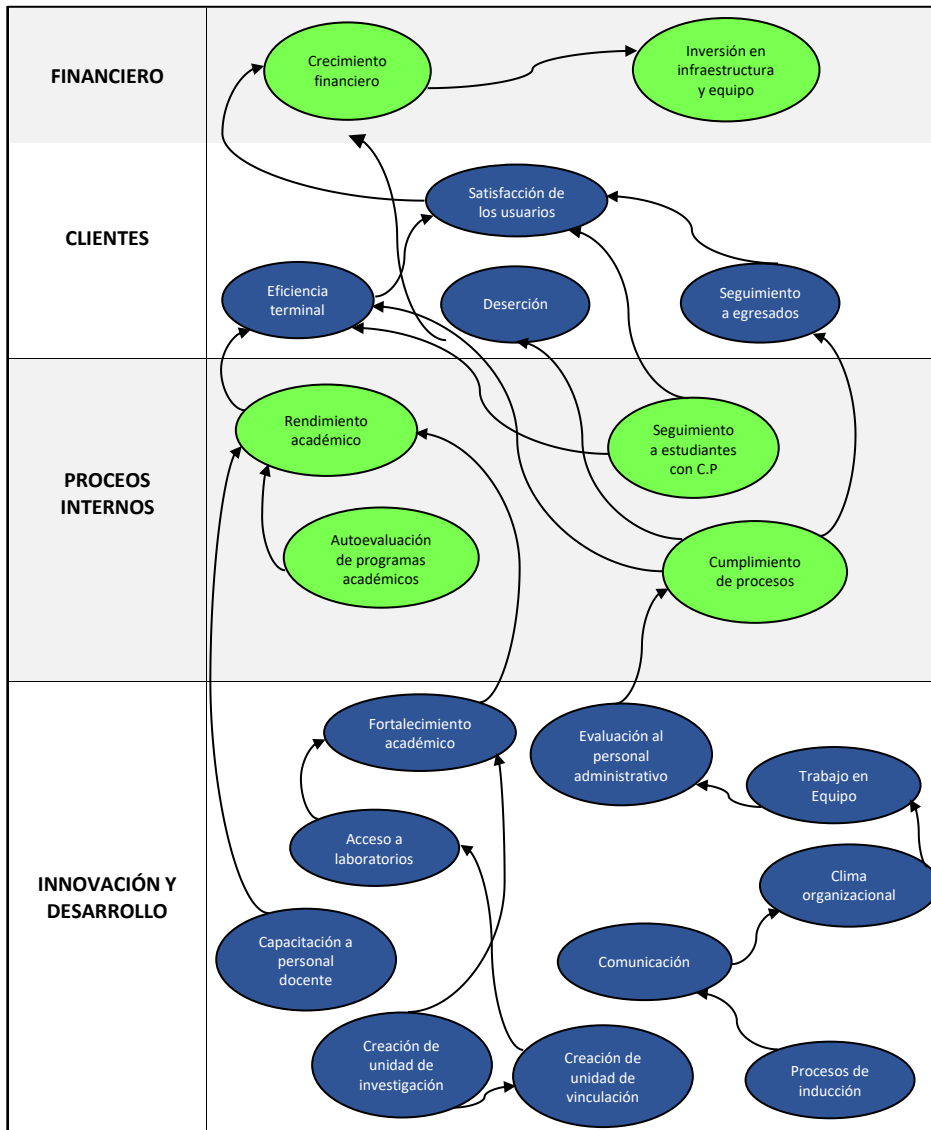 FINANCIERO
Crecimiento
financiero
Inversión en
infraestructura
y equipo
CLIENTES
Satisfacción de
los usuarios
Eficiencia
terminal
Deserción
Seguimiento
a egresados
PROCEOS
INTERNOS
Rendimiento
académico
Seguimiento
a estudiantes
con C.P
Autoevaluación
de programas
académicos
Cumplimiento
de procesos
INNOVACIÓN Y
DESARROLLO
Fortalecimiento
académico
Evaluación al
personal
administrativo
Trabajo en
Equipo
Acceso a
laboratorios
Clima
organizacional
Capacitación a
personal
docente
Comunicación
Creación de
unidad de
investigación
Creación de
unidad de
vinculación
Procesos de
inducción